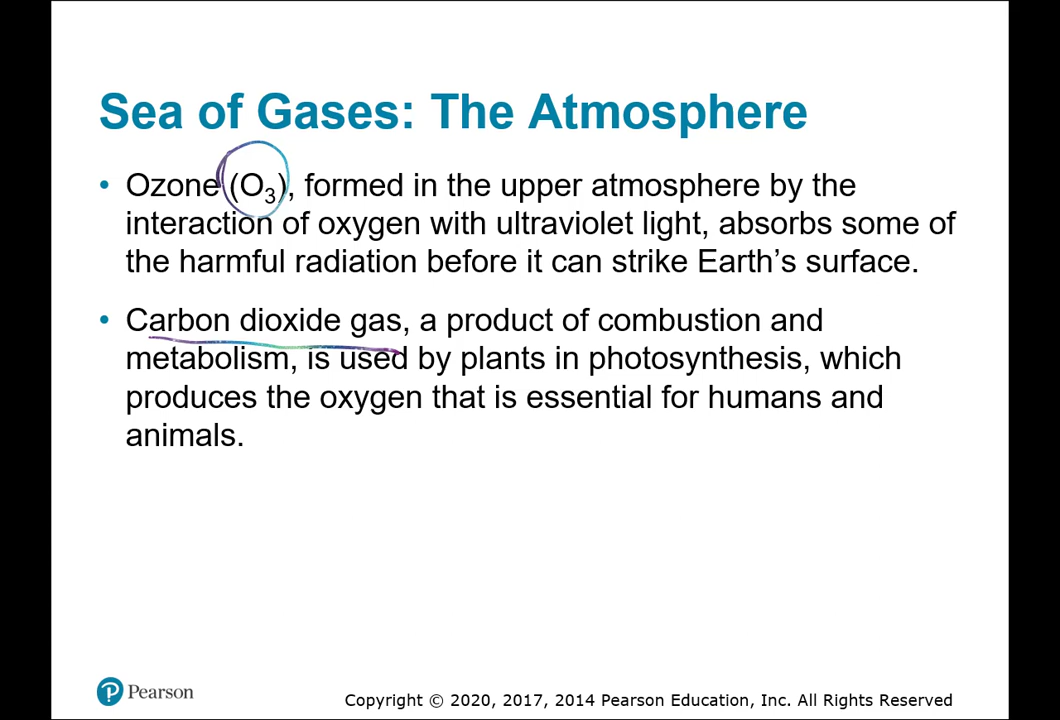 Sea of Gases: The Atmosphere
• Ozone (O₃), formed in the upper atmosphere by the
interaction of oxygen with ultraviolet light, absorbs some of
the harmful radiation before it can strike Earth's surface.
• Carbon dioxide gas, a product of combustion and
metabolism, is used by plants in photosynthesis, which
produces the oxygen that is essential for humans and
animals.
P Pearson
Copyright © 2020, 2017, 2014 Pearson Education, Inc. All Rights Reserved